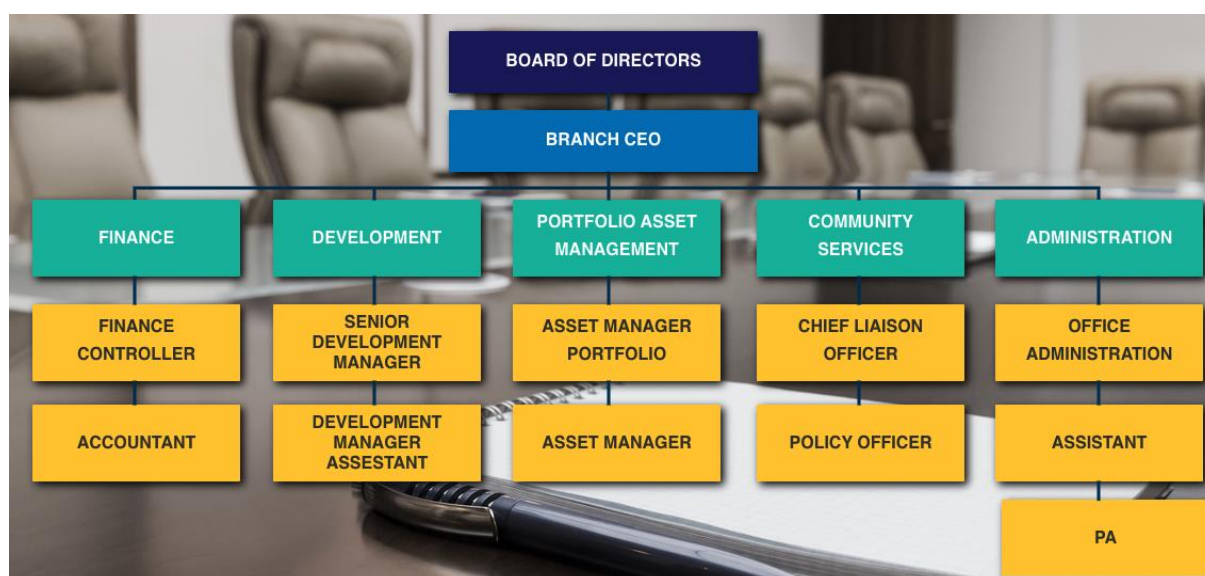 BOARD OF DIRECTORS
BRANCH CEO
FINANCE
DEVELOPMENT
PORTFOLIO ASSET
MANAGEMENT
COMMUNITY
SERVICES
ADMINISTRATION
FINANCE
CONTROLLER
SENIOR
DEVELOPMENT
MANAGER
ASSET MANAGER
PORTFOLIO
CHIEF LIAISON
OFFICER
OFFICE
ADMINISTRATION
ACCOUNTANT
DEVELOPMENT
MANAGER
ASSESTANT
ASSET MANAGER
POLICY OFFICER
ASSISTANT
PA